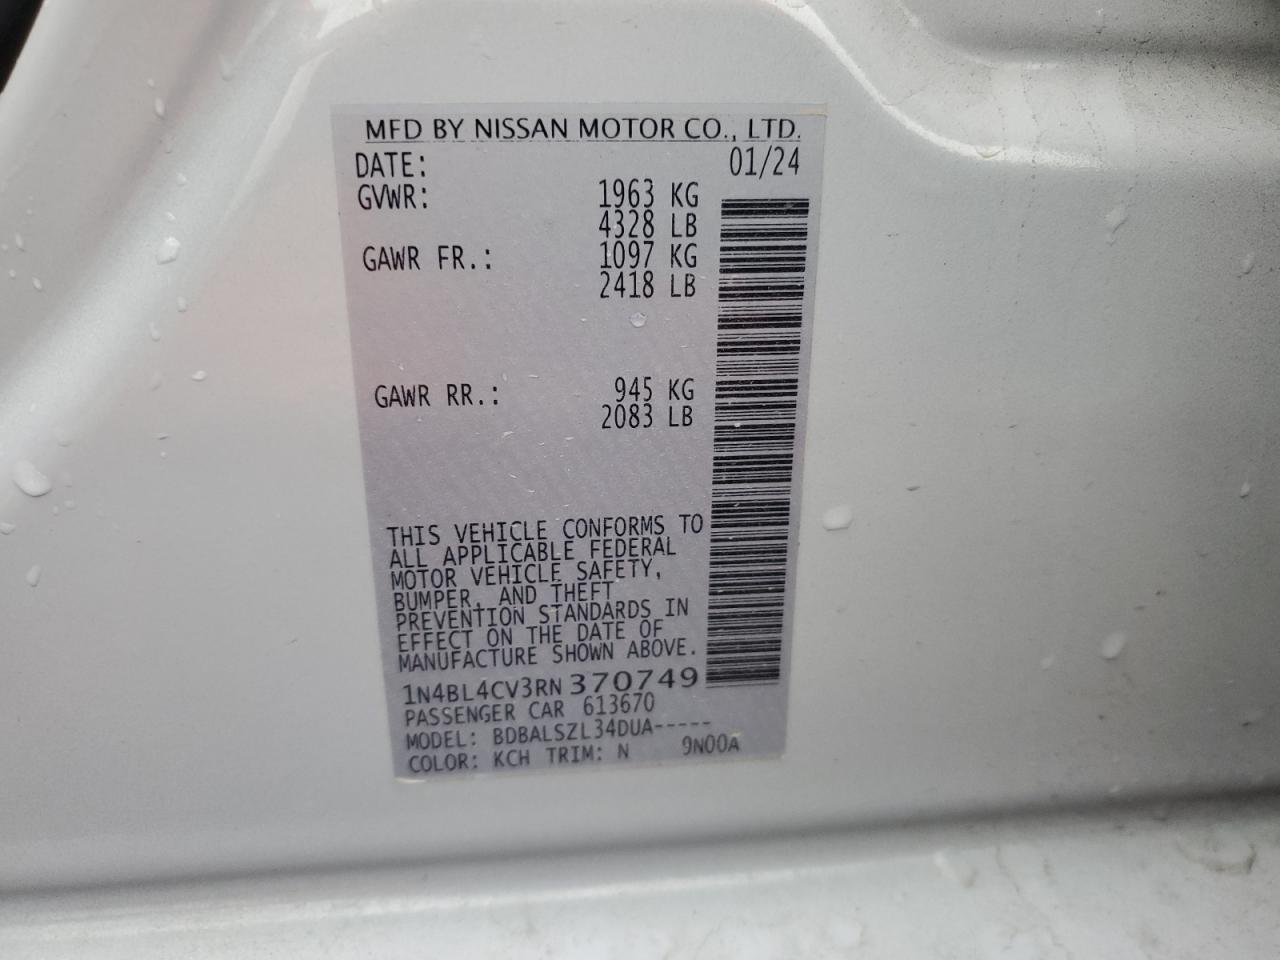 MFD BY NISSAN MOTOR CO., LTD.
DATE: 01/24
GVWR: 1963 KG
4328 LB
GAWR FR.: 1097 KG
2418 LB
GAWR RR.: 945 KG
2083 LB
THIS VEHICLE CONFORMS TO
ALL APPLICABLE FEDERAL
MOTOR VEHICLE SAFETY,
BUMPER, AND THEFT
PREVENTION STANDARDS IN
EFFECT ON THE DATE OF
MANUFACTURE SHOWN ABOVE.
1N4BL4CV3RN370749
PASSENGER CAR 613670
MODEL: BDBALSZL34DUA-----
COLOR: KCH TRIM: N 9N00A